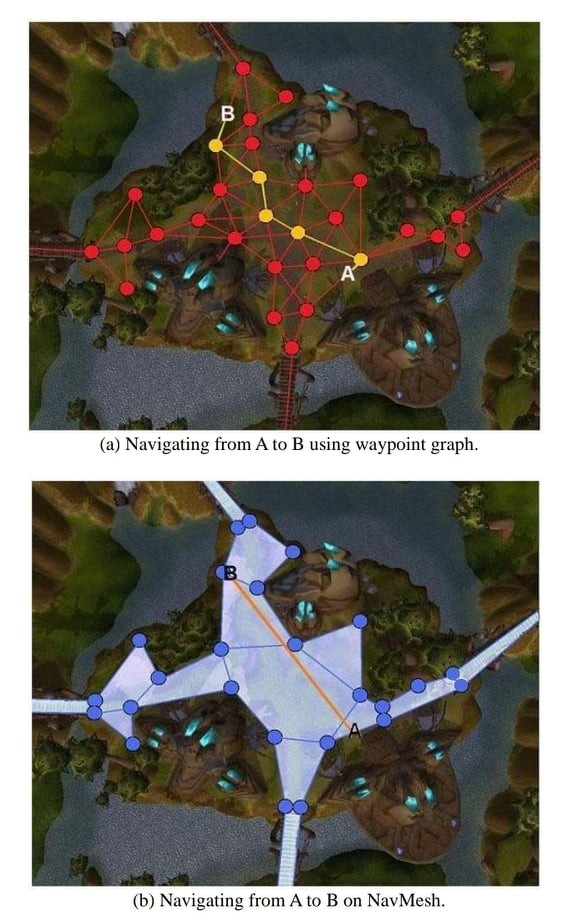 B
A
(a) Navigating from A to B using waypoint graph.
B
A
(b) Navigating from A to B on NavMesh.